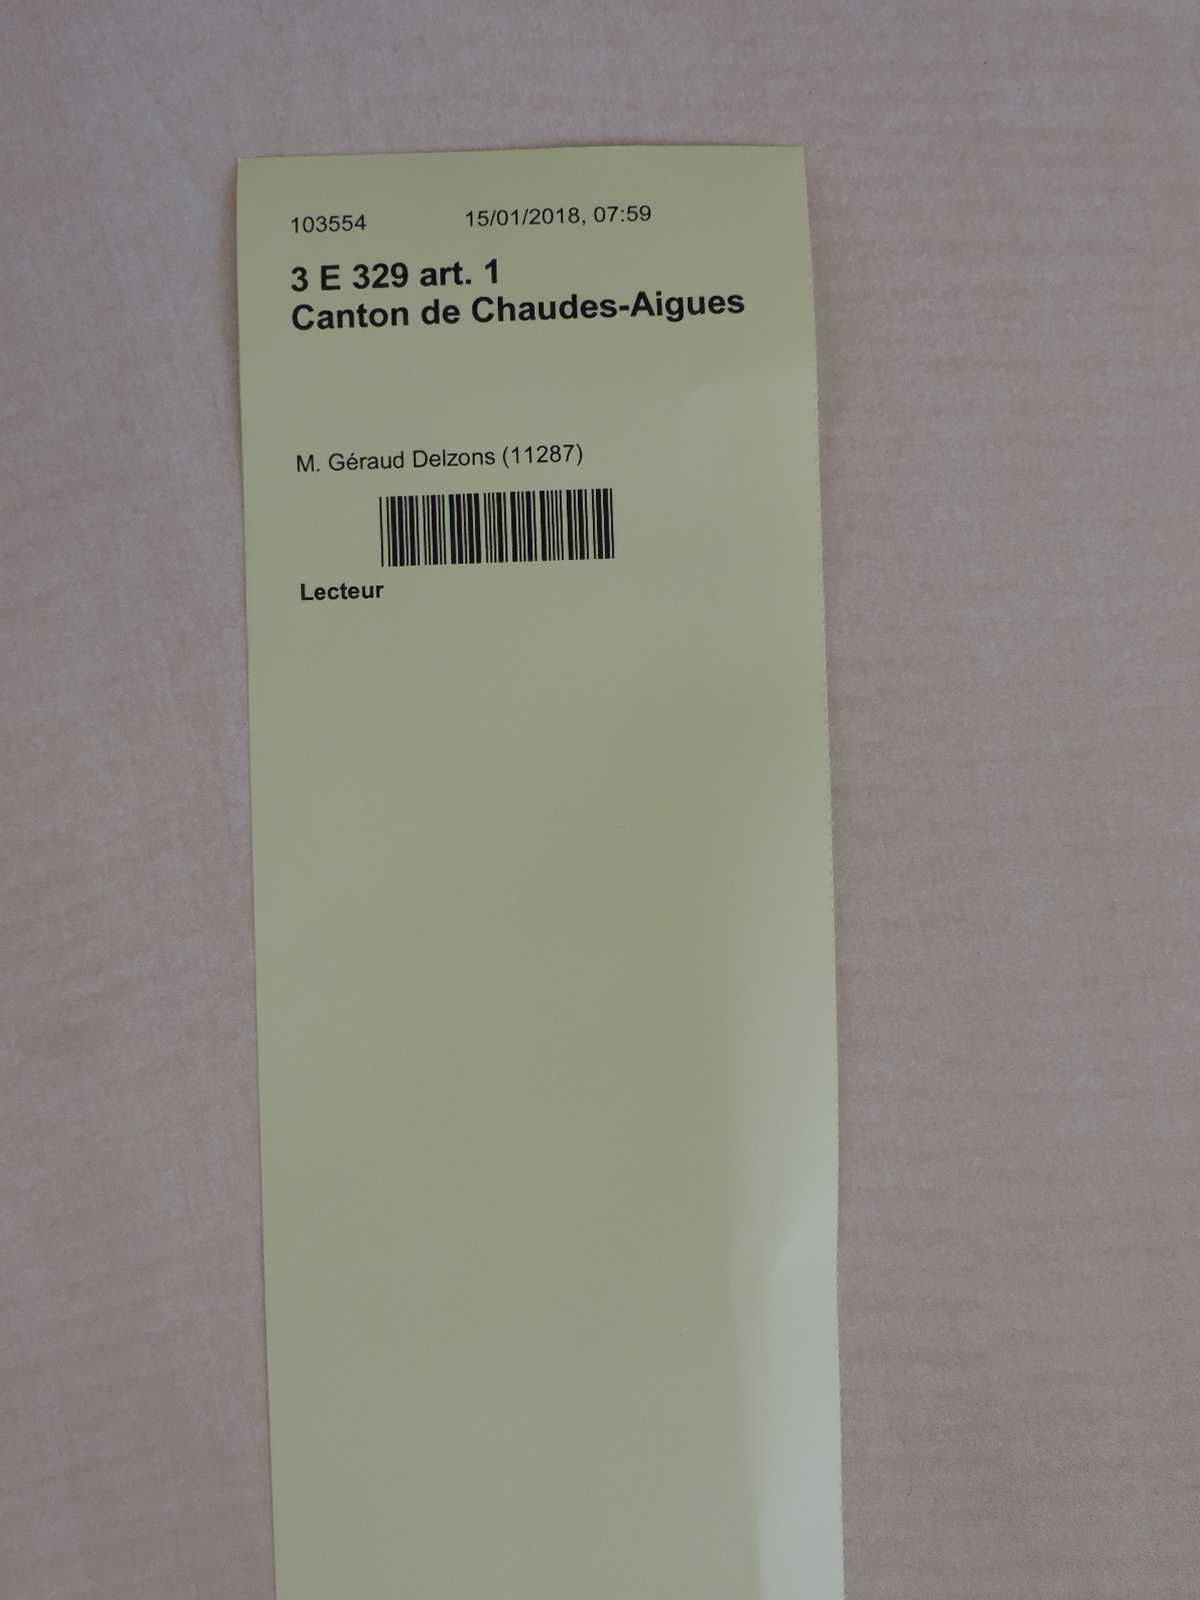 103554 15/01/2018, 07:59
3 E 329 art. 1
Canton de Chaudes-Aigues
M. Géraud Delzons (11287)
Lecteur